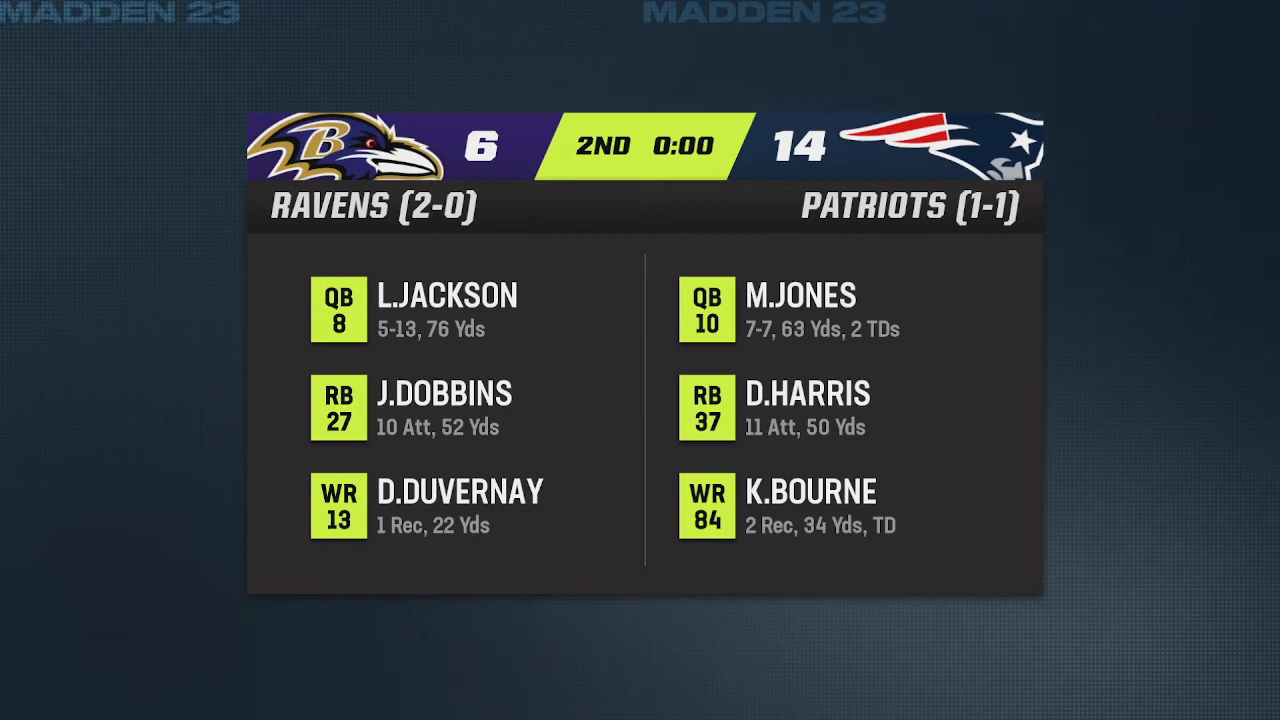 MADDEN 23 MADDEN 23
B 6 2ND 0:00 14
RAVENS (2-0) PATRIOTS (1-1)
QB 8 L.JACKSON
5-13, 76 Yds
RB 27 J.DOBBINS
10 Att, 52 Yds
WR 13 D.DUVERNAY
1 Rec, 22 Yds
QB 10 M.JONES
7-7, 63 Yds, 2 TDs
RB 37 D.HARRIS
11 Att, 50 Yds
WR 84 K.BOURNE
2 Rec, 34 Yds, TD